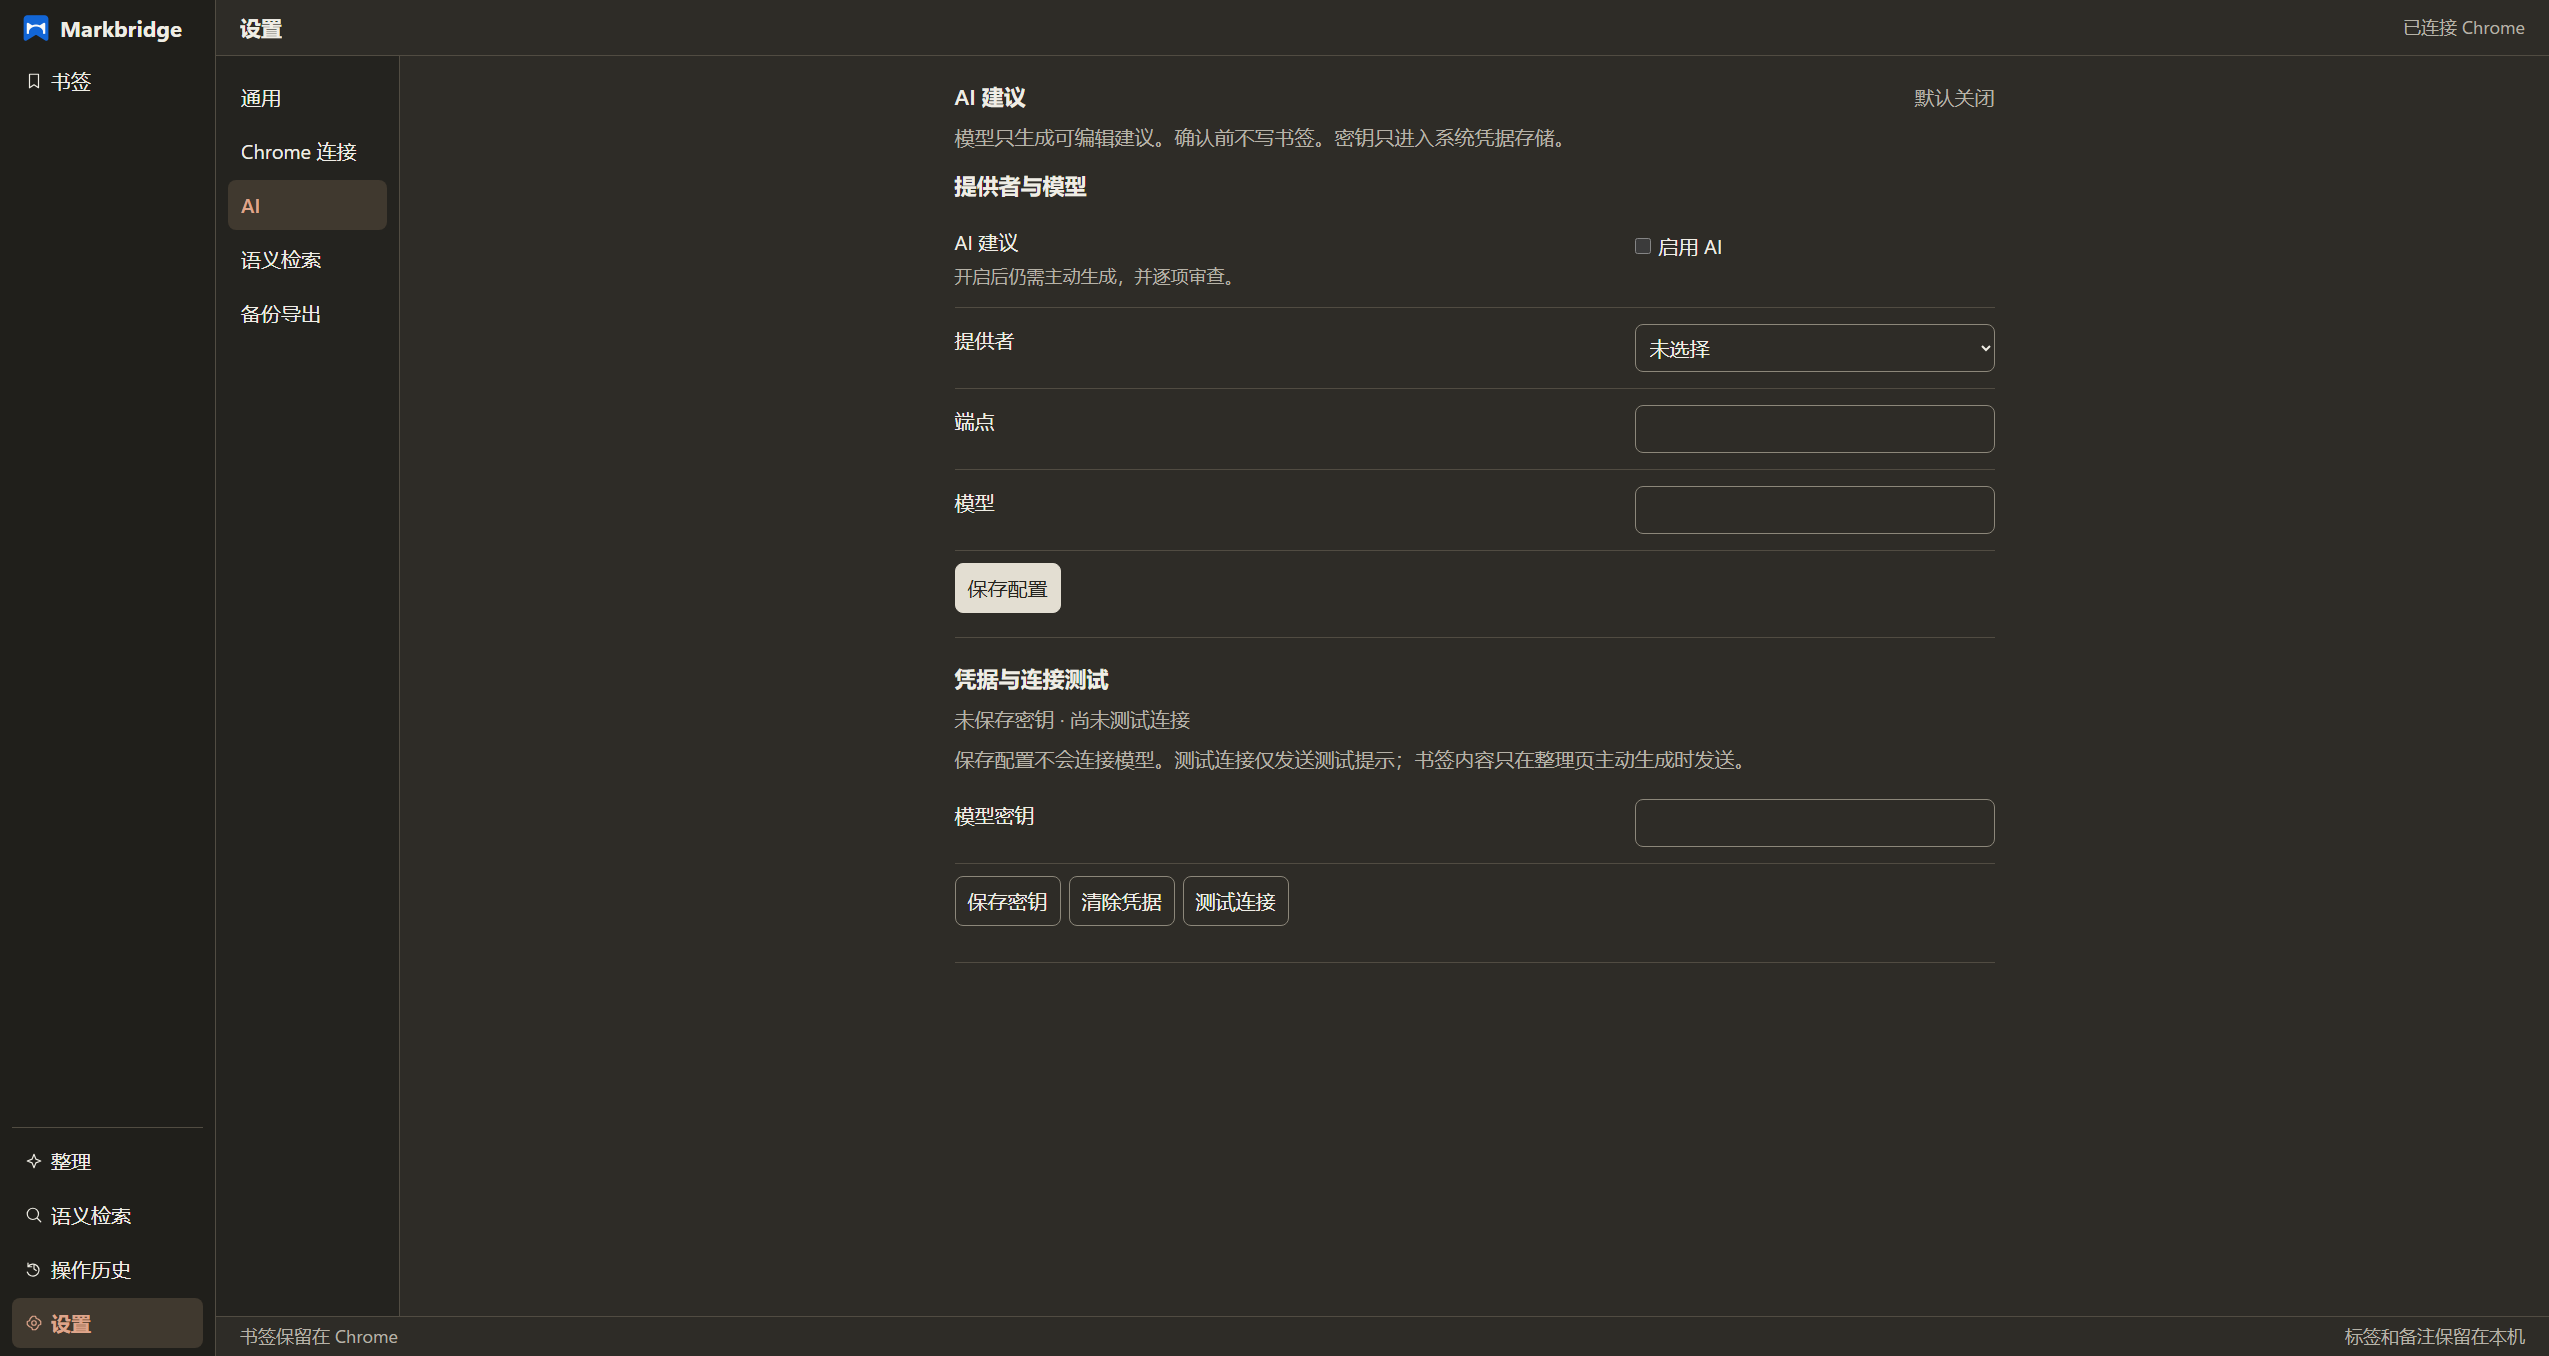 Markbridge
书签
整理
语义检索
操作历史
设置
设置
已连接 Chrome
通用
Chrome 连接
AI
语义检索
备份导出
AI 建议
默认关闭
模型只生成可编辑建议。确认前不写书签。密钥只进入系统凭据存储。
提供者与模型
AI 建议
启用 AI
开启后仍需主动生成，并逐项审查。
提供者
未选择
端点
模型
保存配置
凭据与连接测试
未保存密钥 · 尚未测试连接
保存配置不会连接模型。测试连接仅发送测试提示；书签内容只在整理页主动生成时发送。
模型密钥
保存密钥 清除凭据 测试连接
书签保留在 Chrome
标签和备注保留在本机